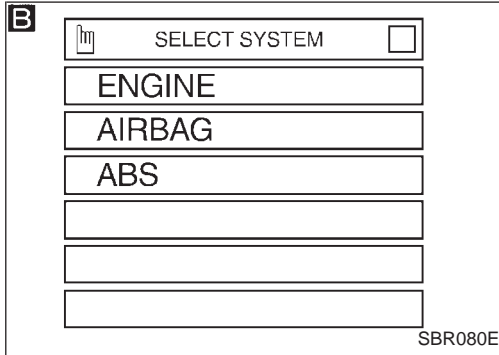 B
SELECT SYSTEM
ENGINE
AIRBAG
ABS
SBR080E